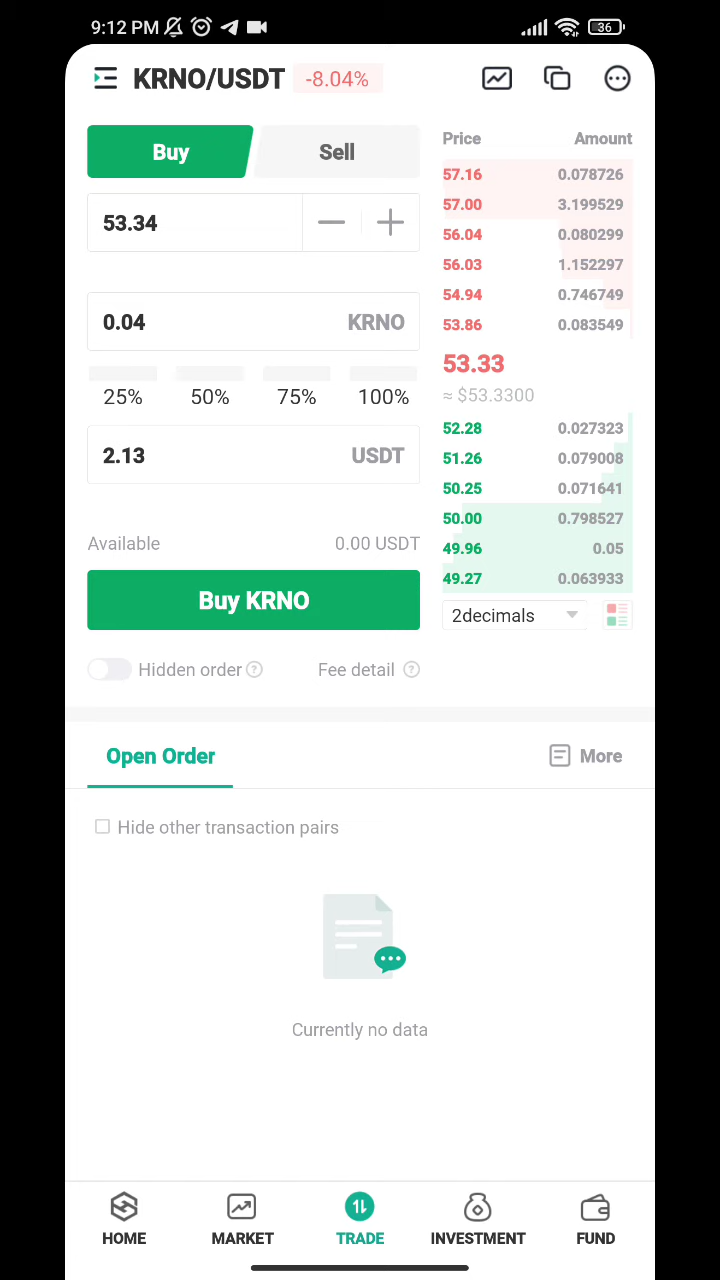 9:12 PM 36
KRNO/USDT -8.04%
Buy Sell
53.34
0.04 KRNO
25% 50% 75% 100%
2.13 USDT
Available 0.00 USDT
Buy KRNO
Hidden order ? Fee detail ?
Price Amount
57.16 0.078726
57.00 3.199529
56.04 0.080299
56.03 1.152297
54.94 0.746749
53.86 0.083549
53.33
≈ $53.3300
52.28 0.027323
51.26 0.079008
50.25 0.071641
50.00 0.798527
49.96 0.05
49.27 0.063933
2decimals
Open Order More
Hide other transaction pairs
Currently no data
HOME MARKET TRADE INVESTMENT FUND